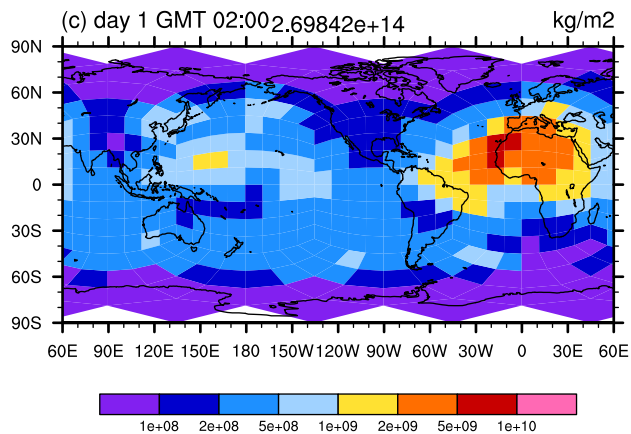 (c) day 1 GMT 02:00 2.69842e+14 kg/m2
90N
60N
30N
0
30S
60S
90S
60E 90E 120E 150E 180 150W 120W 90W 60W 30W 0 30E 60E
1e+08 2e+08 5e+08 1e+09 2e+09 5e+09 1e+10